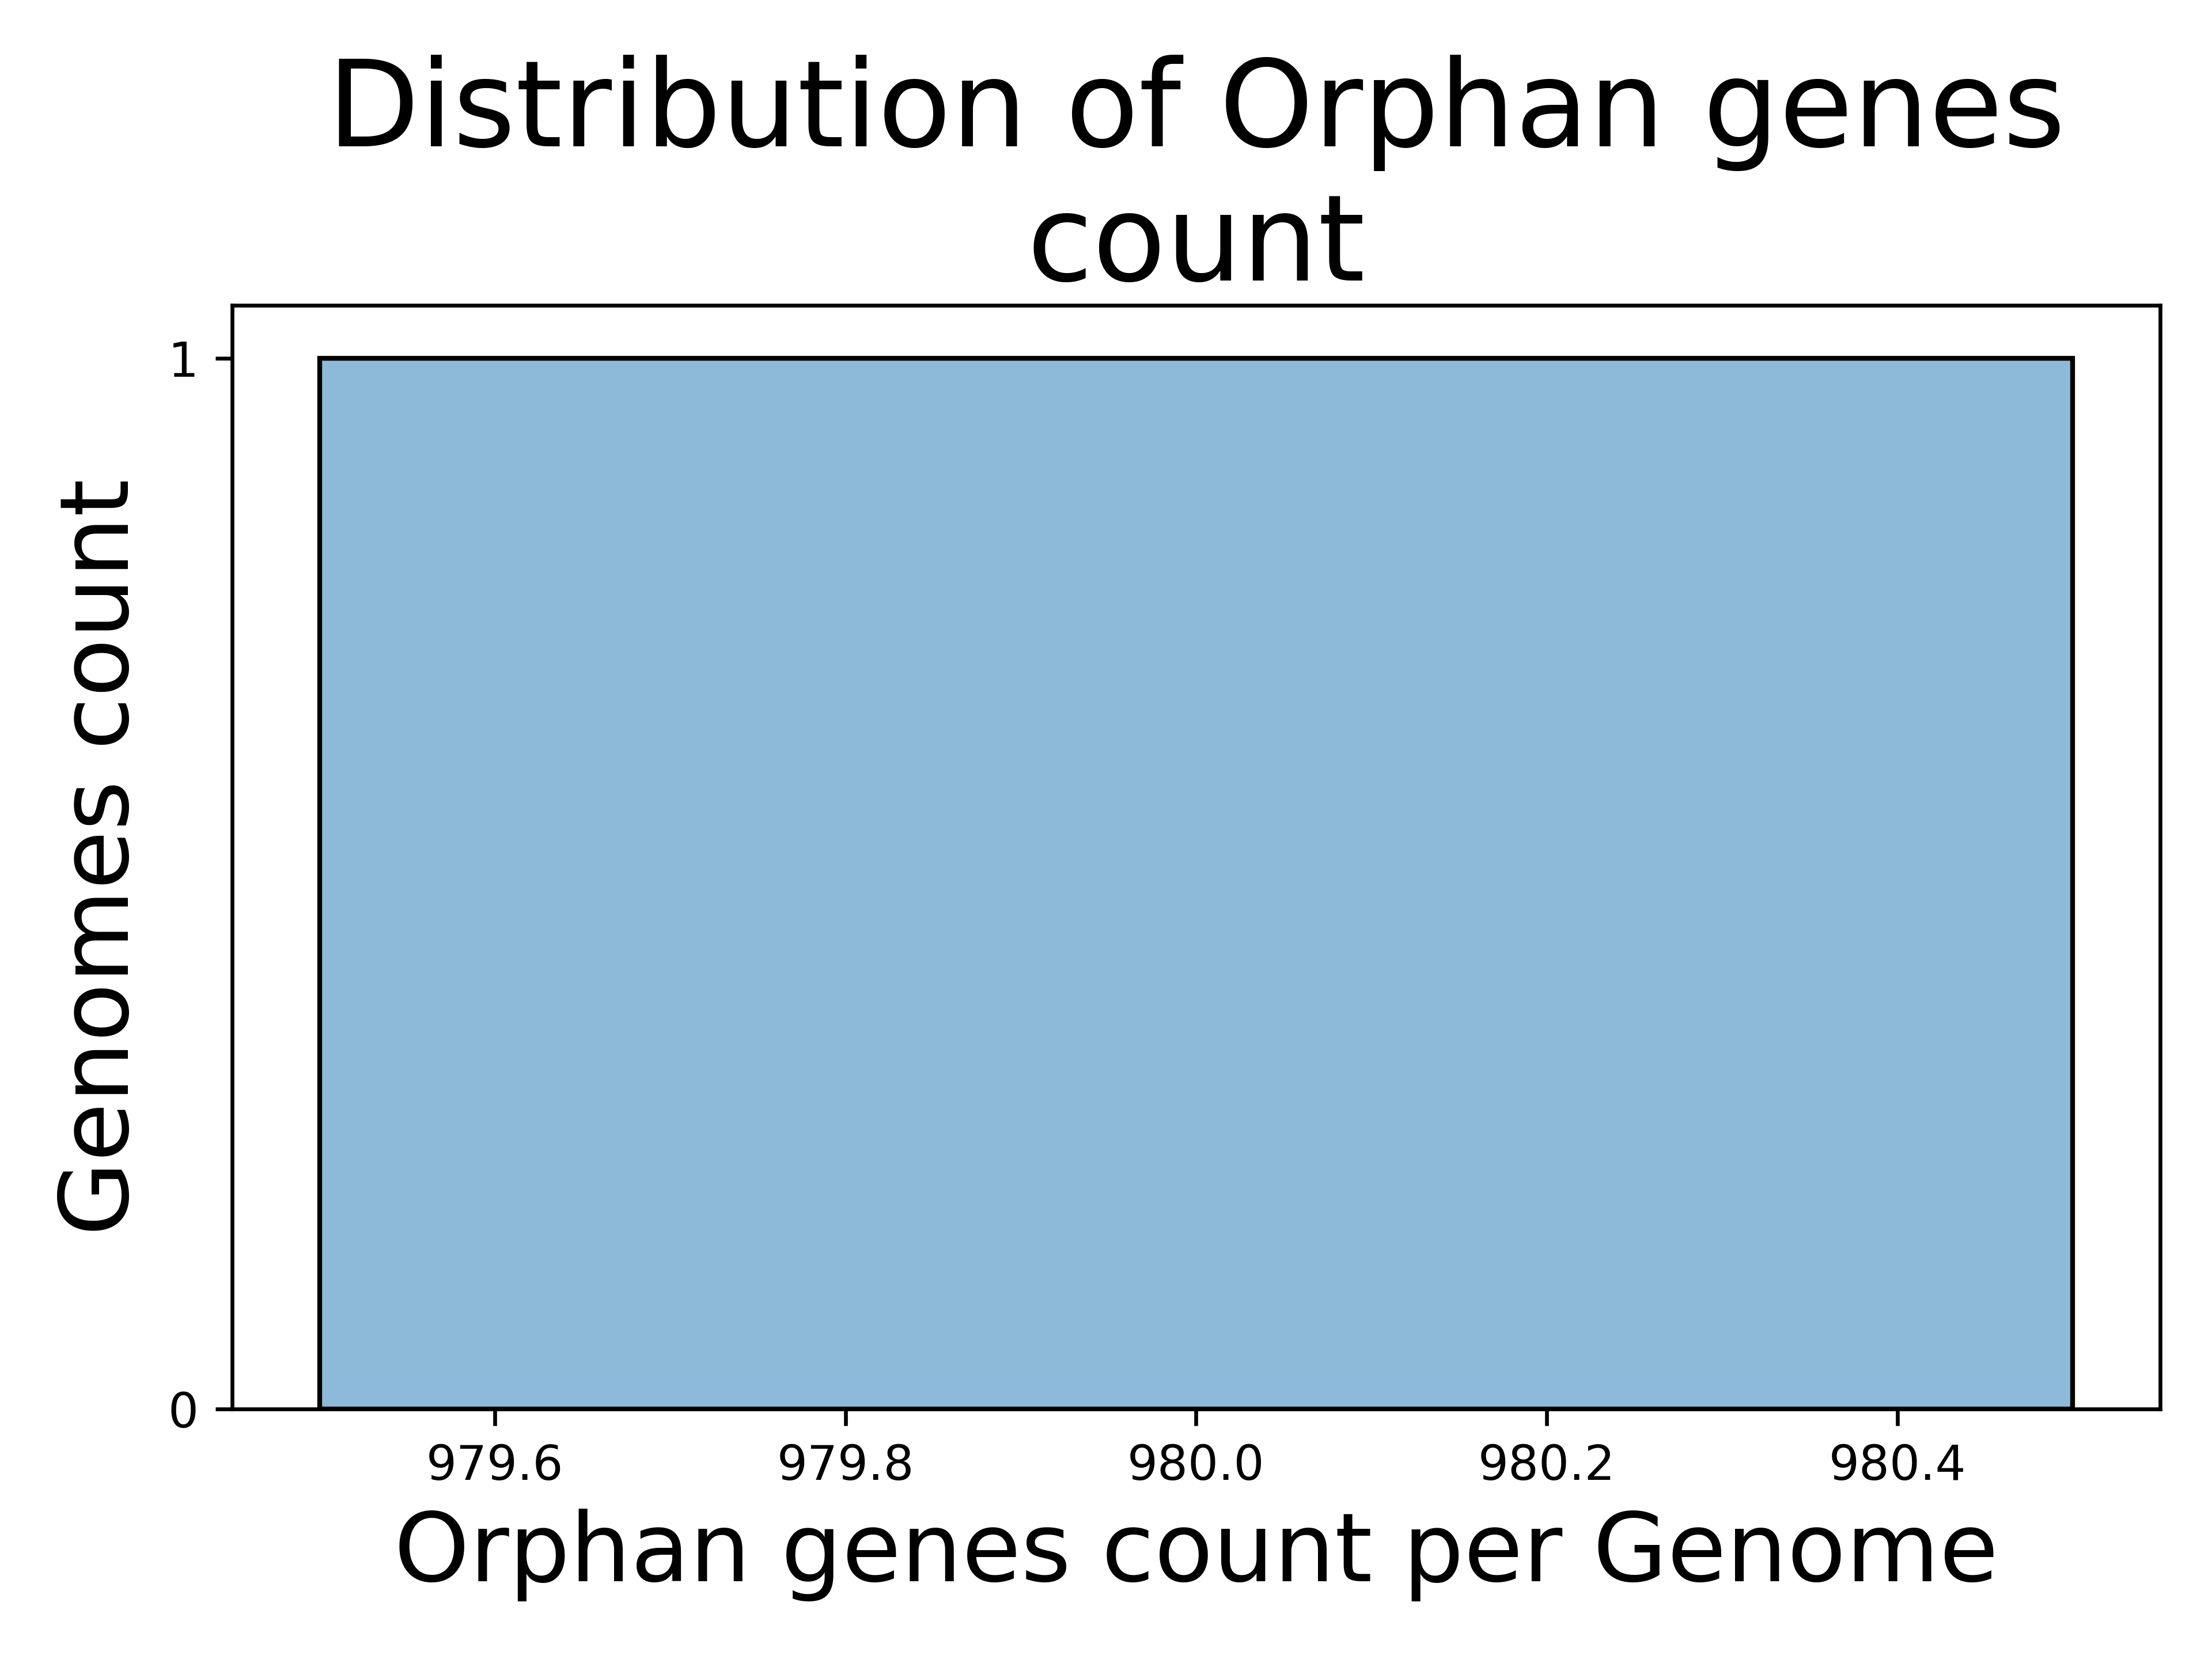 Distribution of Orphan genes
count
Genomes count
1
0
979.6 979.8 980.0 980.2 980.4
Orphan genes count per Genome